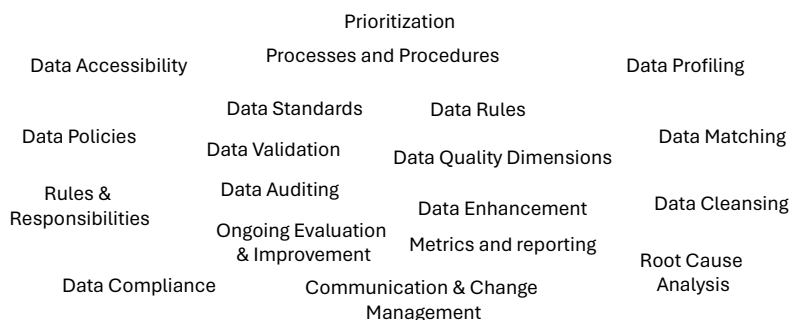 Prioritization
Processes and Procedures
Data Accessibility
Data Profiling
Data Standards
Data Rules
Data Policies
Data Matching
Data Validation
Data Quality Dimensions
Rules &
Responsibilities
Data Auditing
Data Enhancement
Data Cleansing
Ongoing Evaluation
& Improvement
Metrics and reporting
Root Cause
Analysis
Data Compliance
Communication & Change
Management